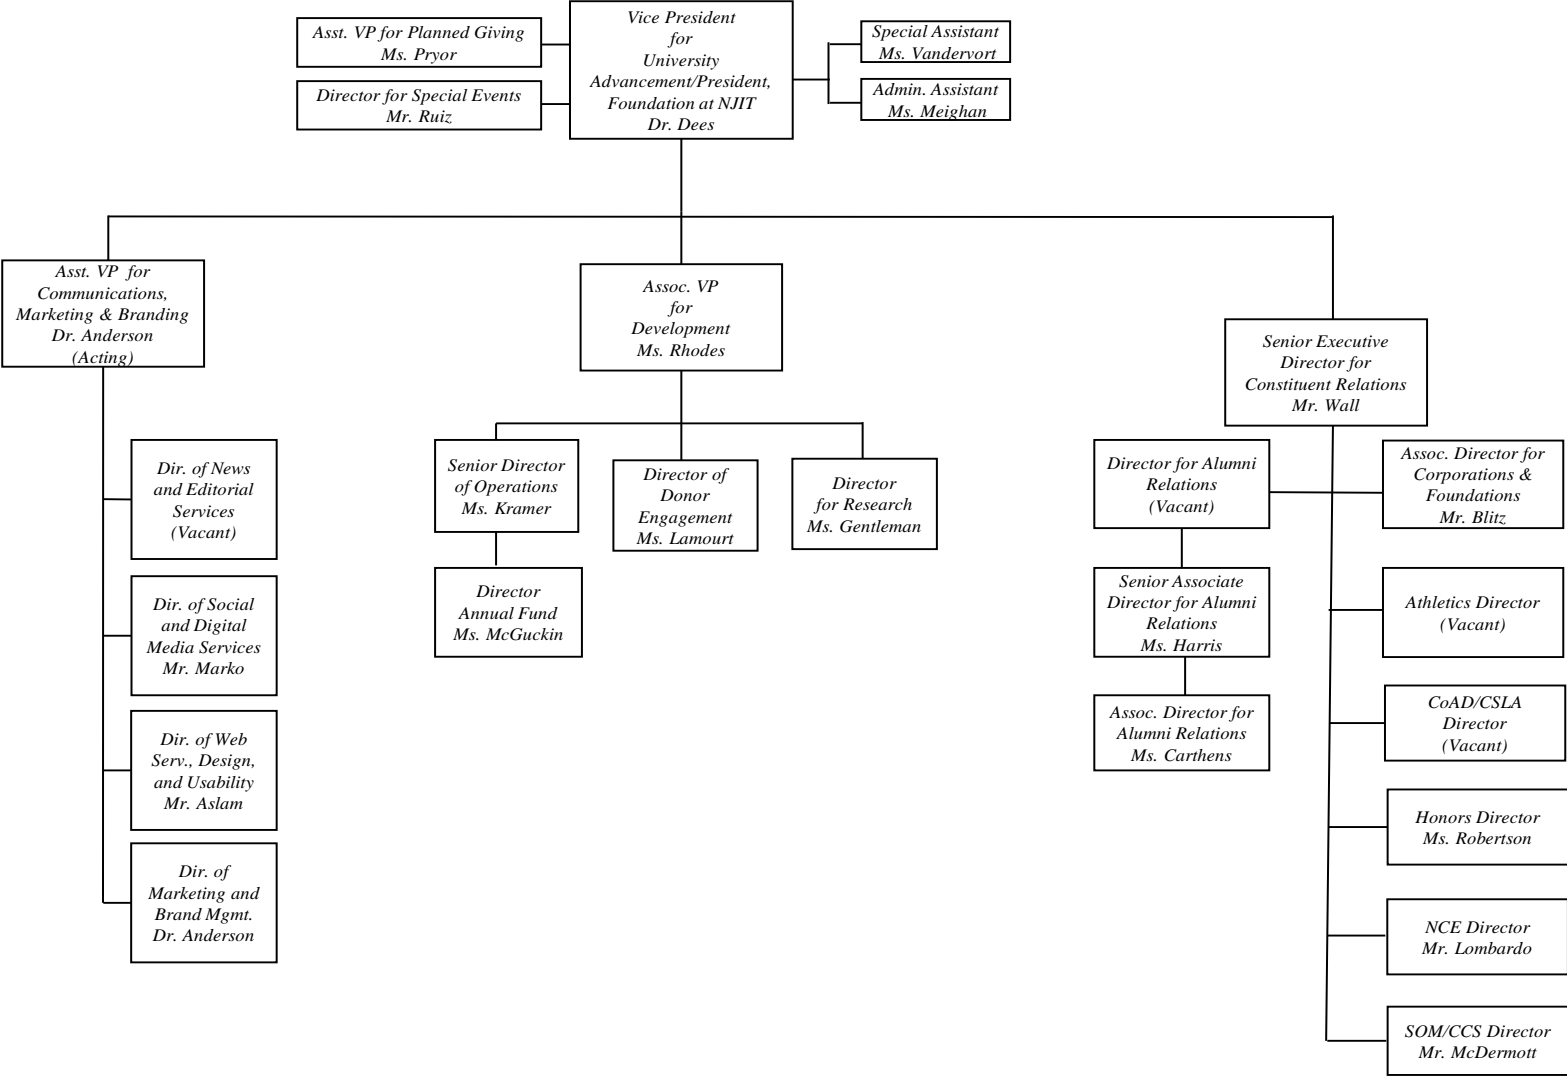 Vice President
for
University
Advancement/President,
Foundation at NJIT
Dr. Dees
Asst. VP for Planned Giving
Ms. Pryor
Director for Special Events
Mr. Ruiz
Special Assistant
Ms. Vandervort
Admin. Assistant
Ms. Meighan
Asst. VP for
Communications,
Marketing & Branding
Dr. Anderson
(Acting)
Dir. of News
and Editorial
Services
(Vacant)
Dir. of Social
and Digital
Media Services
Mr. Marko
Dir. of Web
Serv., Design,
and Usability
Mr. Aslam
Dir. of
Marketing and
Brand Mgmt.
Dr. Anderson
Assoc. VP
for
Development
Ms. Rhodes
Senior Director
of Operations
Ms. Kramer
Director
Annual Fund
Ms. McGuckin
Director of
Donor
Engagement
Ms. Lamourt
Director
for Research
Ms. Gentleman
Senior Executive
Director for
Constituent Relations
Mr. Wall
Director for Alumni
Relations
(Vacant)
Senior Associate
Director for Alumni
Relations
Ms. Harris
Assoc. Director for
Alumni Relations
Ms. Carthens
Assoc. Director for
Corporations &
Foundations
Mr. Blitz
Athletics Director
(Vacant)
CoAD/CSLA
Director
(Vacant)
Honors Director
Ms. Robertson
NCE Director
Mr. Lombardo
SOM/CCS Director
Mr. McDermott